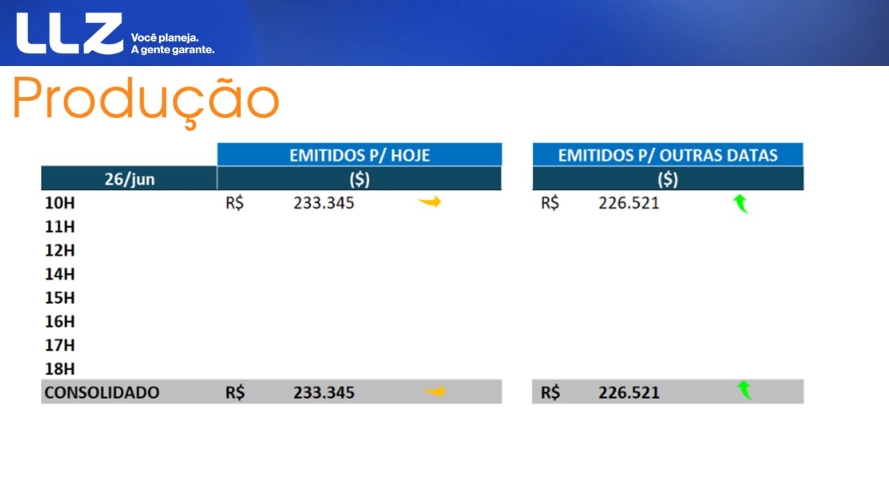 LLZ Você planeja.
A gente garante.
Produção
EMITIDOS P/ HOJE EMITIDOS P/ OUTRAS DATAS
26/jun ($) ($)
10H R$ 233.345 R$ 226.521
11H
12H
14H
15H
16H
17H
18H
CONSOLIDADO R$ 233.345 R$ 226.521